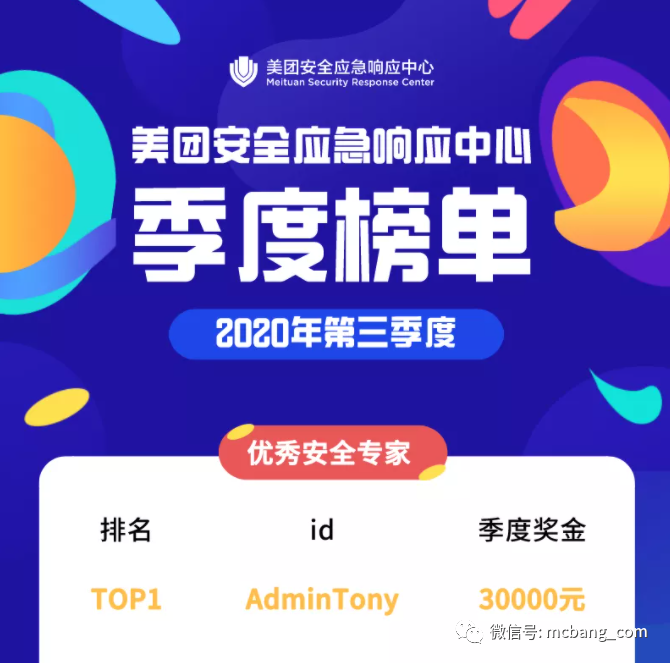 美团安全应急响应中心
Meituan Security Response Center
美团安全应急响应中心
季度榜单
2020年第三季度
优秀安全专家
排名 id 季度奖金
TOP1 AdminTony 30000元
微信号: mcbang_com